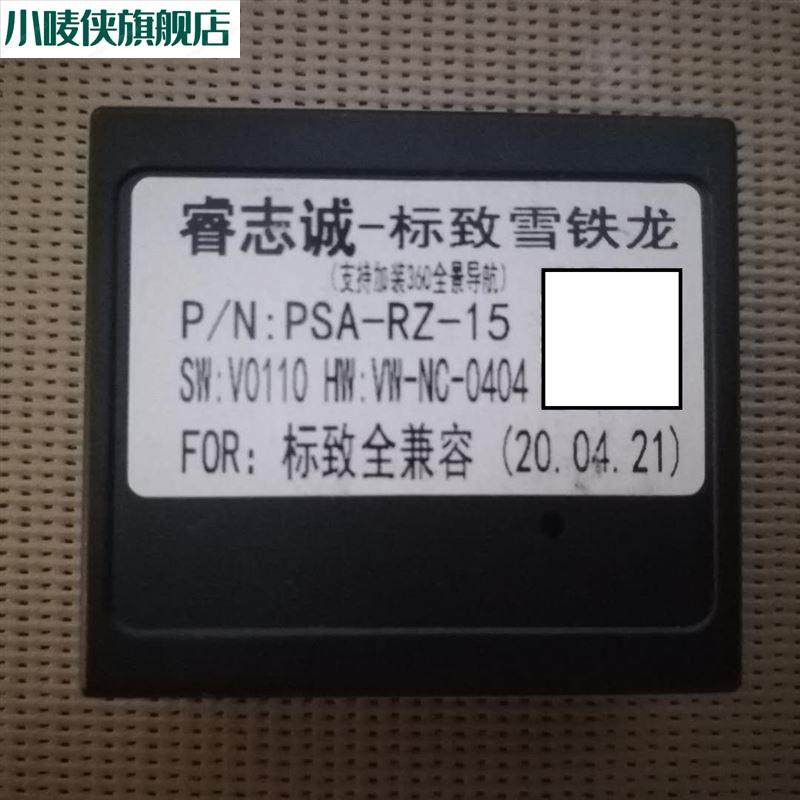 小唛侠旗舰店
睿志诚-标致雪铁龙
(支持加装360全景导航)
P/N:PSA-RZ-15
SW:V0110 HW:VW-NC-0404
FOR: 标致全兼容 (20.04.21)